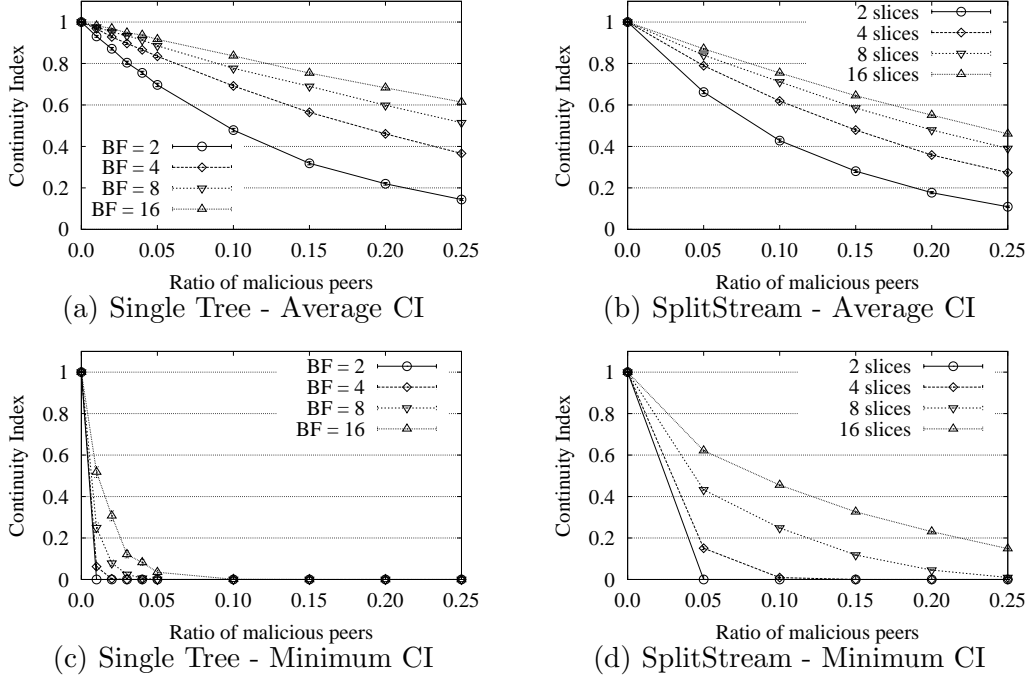 1
0.8
0.6
0.4
0.2
0
Continuity Index
BF = 2
BF = 4
BF = 8
BF = 16
0.0 0.05 0.10 0.15 0.20 0.25
Ratio of malicious peers
(a) Single Tree - Average CI
1
0.8
0.6
0.4
0.2
0
Continuity Index
2 slices
4 slices
8 slices
16 slices
0.0 0.05 0.10 0.15 0.20 0.25
Ratio of malicious peers
(b) SplitStream - Average CI
1
0.8
0.6
0.4
0.2
0
Continuity Index
BF = 2
BF = 4
BF = 8
BF = 16
0.0 0.05 0.10 0.15 0.20 0.25
Ratio of malicious peers
(c) Single Tree - Minimum CI
1
0.8
0.6
0.4
0.2
0
Continuity Index
2 slices
4 slices
8 slices
16 slices
0.0 0.05 0.10 0.15 0.20 0.25
Ratio of malicious peers
(d) SplitStream - Minimum CI